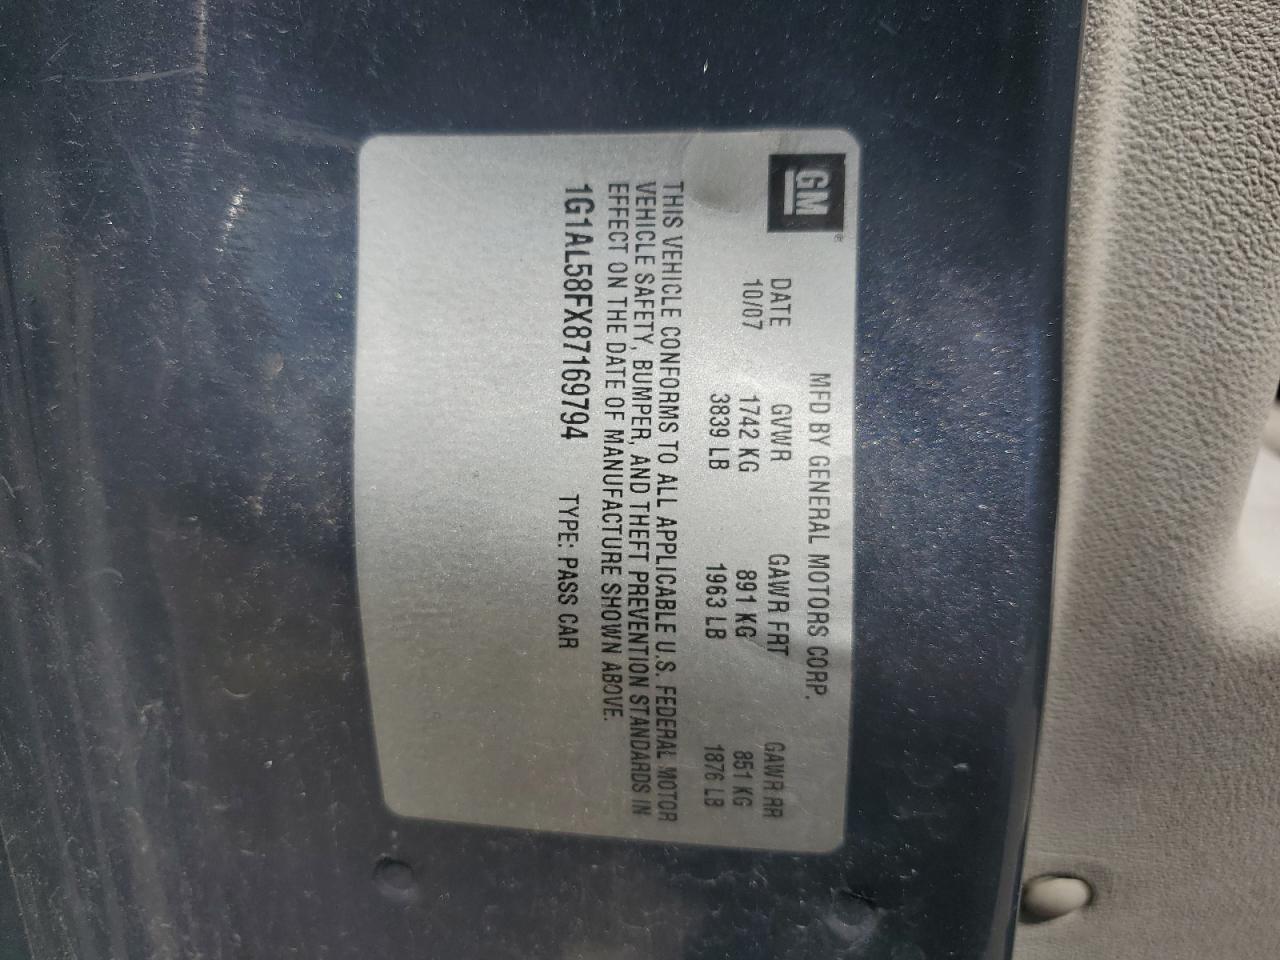 GM®
MFD BY GENERAL MOTORS CORP.
DATE GVWR GAWR FRT GAWR RR
10/07 1742 KG 891 KG 851 KG
3839 LB 1963 LB 1876 LB
THIS VEHICLE CONFORMS TO ALL APPLICABLE U.S. FEDERAL MOTOR
VEHICLE SAFETY, BUMPER, AND THEFT PREVENTION STANDARDS IN
EFFECT ON THE DATE OF MANUFACTURE SHOWN ABOVE.
1G1AL58FX87169794 TYPE: PASS CAR